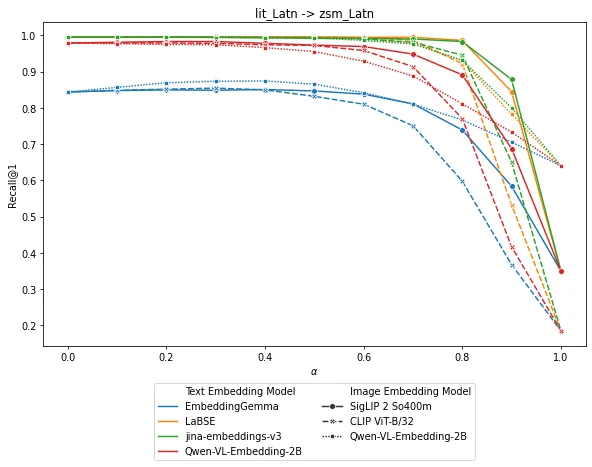 lit_Latn -> zsm_Latn
Recall@1
1.0
0.9
0.8
0.7
0.6
0.5
0.4
0.3
0.2
0.0 0.2 0.4 0.6 0.8 1.0
α
Text Embedding Model Image Embedding Model
EmbeddingGemma SigLIP 2 So400m
LaBSE CLIP ViT-B/32
jina-embeddings-v3 Qwen-VL-Embedding-2B
Qwen-VL-Embedding-2B